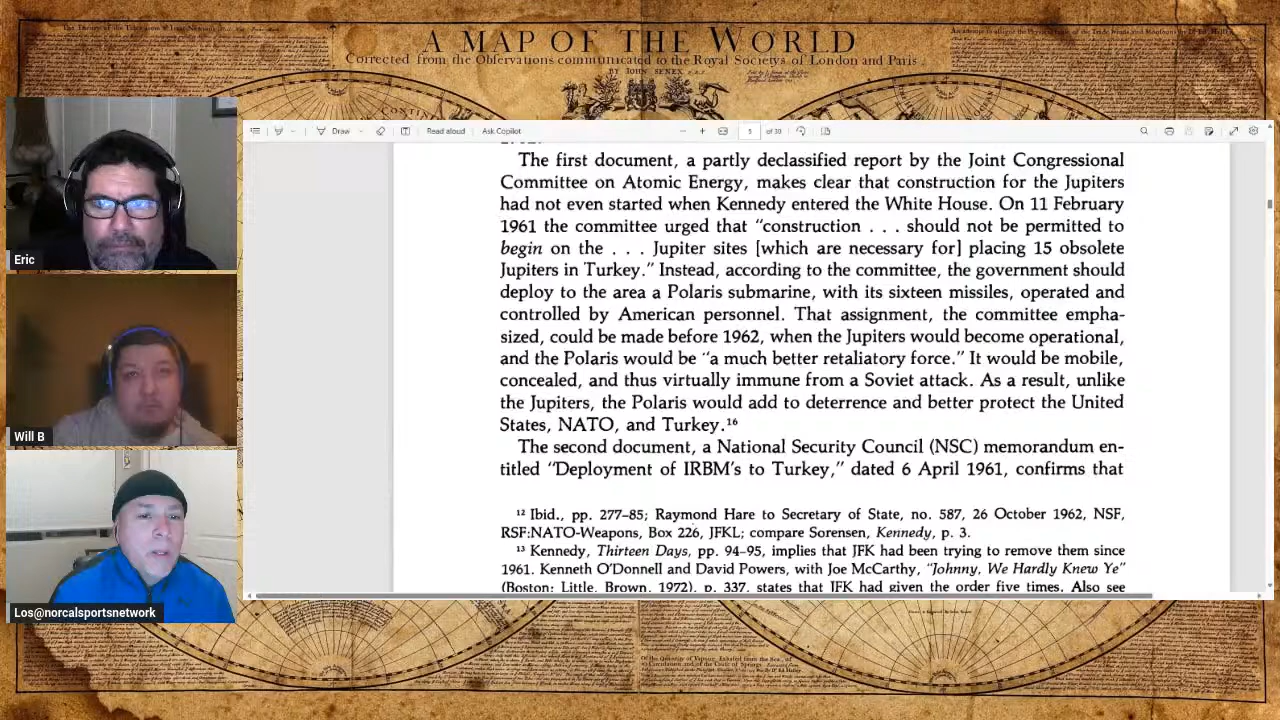 A MAP OF THE WORLD
Corrected from the Observations communicated to the Royal Societys of London and Paris
BY JOHN SENEX
Draw
Read aloud
Ask Copilot
5 of 30
The first document, a partly declassified report by the Joint Congressional
Committee on Atomic Energy, makes clear that construction for the Jupiters
had not even started when Kennedy entered the White House. On 11 February
1961 the committee urged that “construction . . . should not be permitted to
begin on the . . . Jupiter sites [which are necessary for] placing 15 obsolete
Jupiters in Turkey.” Instead, according to the committee, the government should
deploy to the area a Polaris submarine, with its sixteen missiles, operated and
controlled by American personnel. That assignment, the committee empha-
sized, could be made before 1962, when the Jupiters would become operational,
and the Polaris would be “a much better retaliatory force.” It would be mobile,
concealed, and thus virtually immune from a Soviet attack. As a result, unlike
the Jupiters, the Polaris would add to deterrence and better protect the United
States, NATO, and Turkey.16
The second document, a National Security Council (NSC) memorandum en-
titled “Deployment of IRBM’s to Turkey,” dated 6 April 1961, confirms that
12 Ibid., pp. 277–85; Raymond Hare to Secretary of State, no. 587, 26 October 1962, NSF,
RSF:NATO-Weapons, Box 226, JFKL; compare Sorensen, Kennedy, p. 3.
13 Kennedy, Thirteen Days, pp. 94–95, implies that JFK had been trying to remove them since
1961. Kenneth O’Donnell and David Powers, with Joe McCarthy, “Johnny, We Hardly Knew Ye”
(Boston: Little, Brown, 1972), p. 337, states that JFK had given the order five times. Also see
Eric
Will B
Los@norcalsportsnetwork